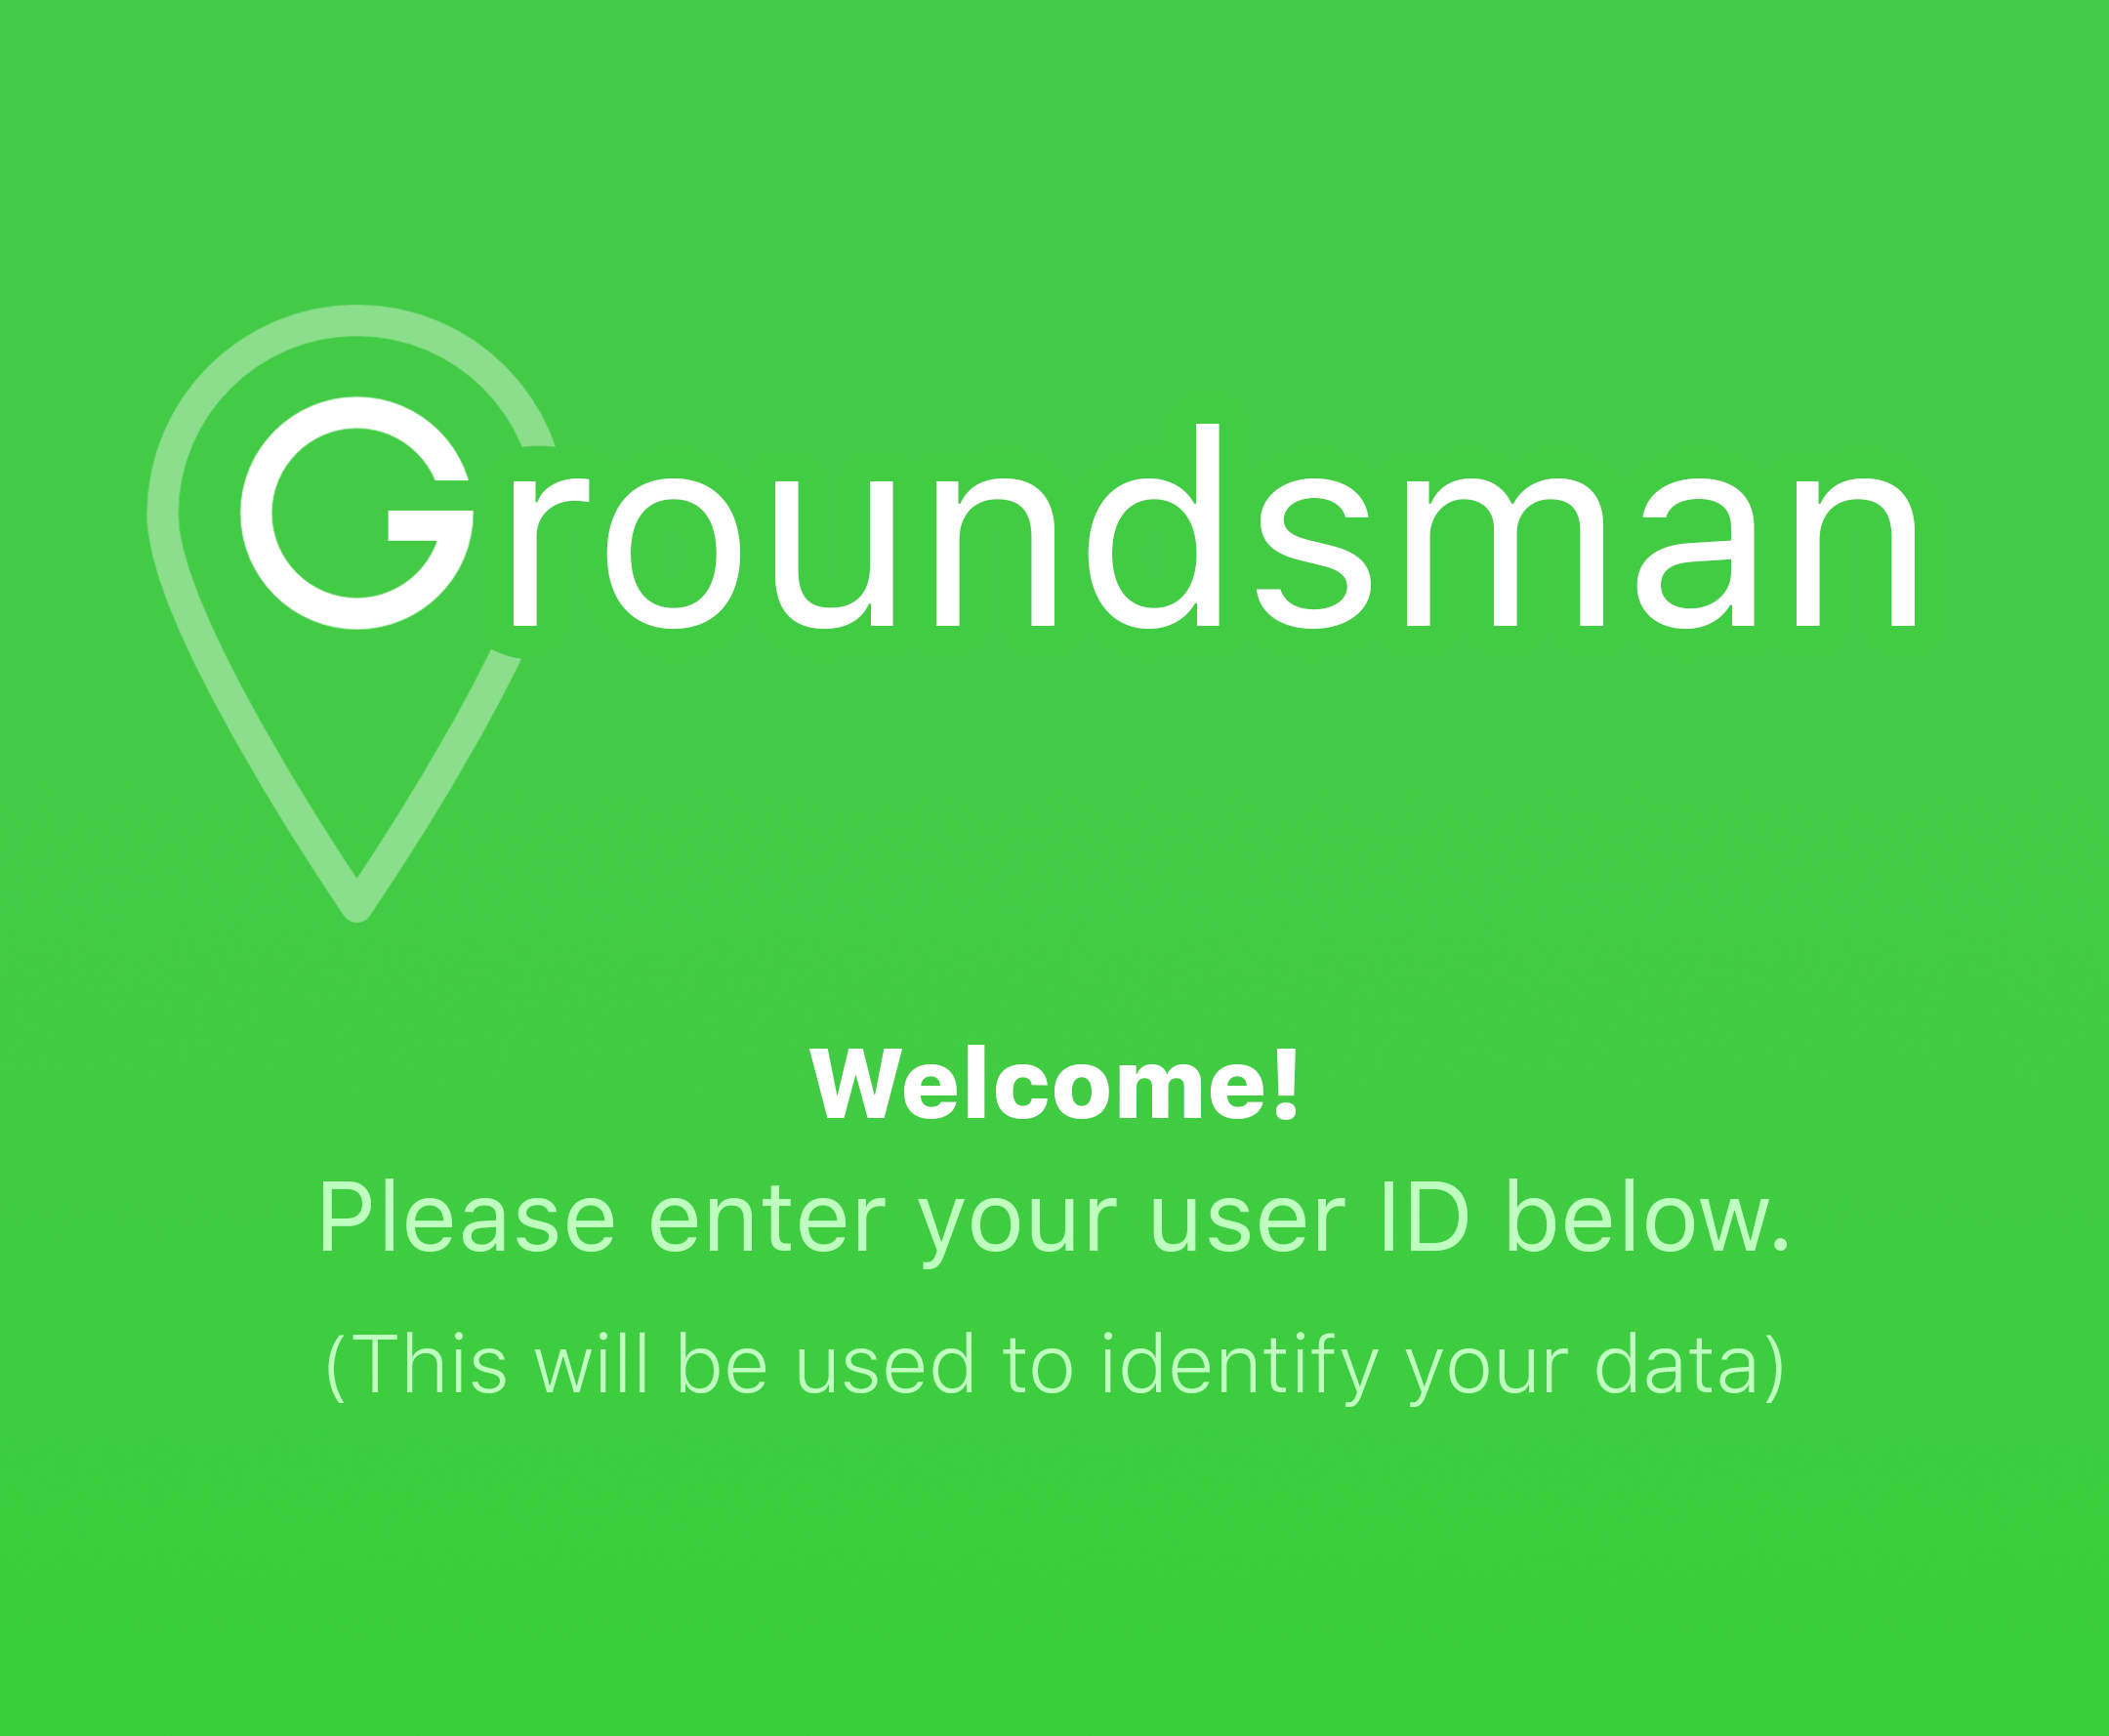 Groundsman
Welcome!
Please enter your user ID below.
(This will be used to identify your data)